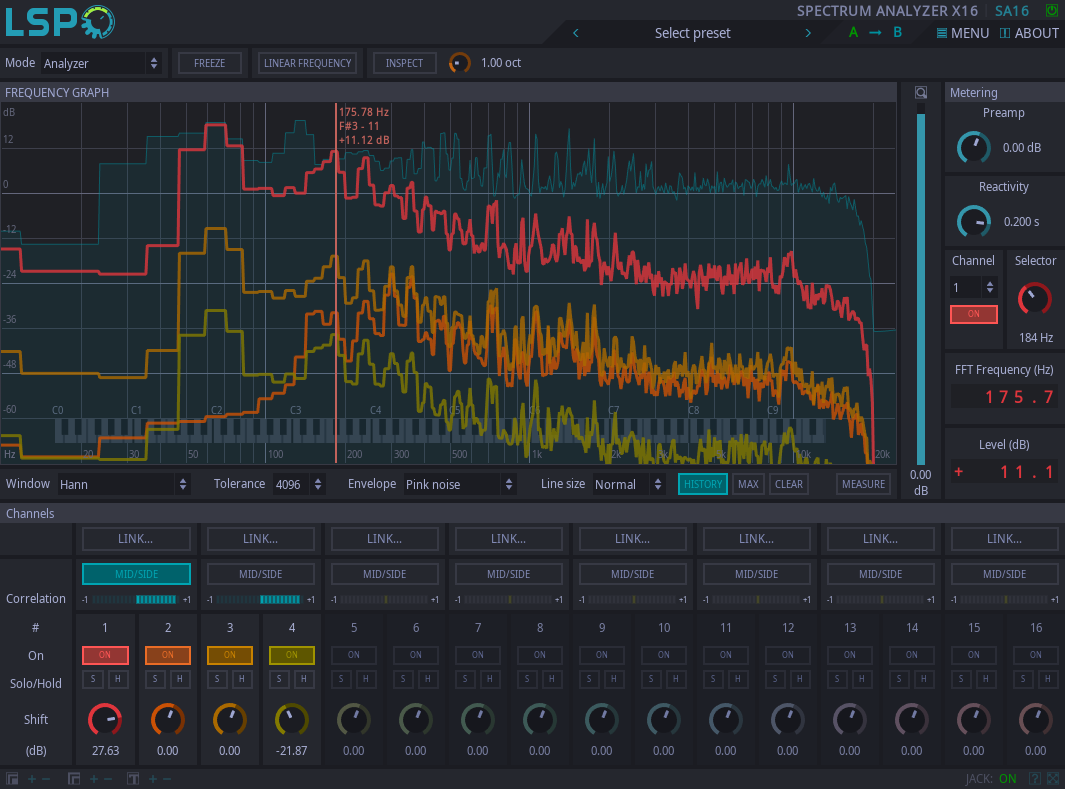 LSP SPECTRUM ANALYZER X16 SA16
Select preset A → B MENU ABOUT
Mode Analyzer FREEZE LINEAR FREQUENCY INSPECT 1.00 oct
FREQUENCY GRAPH
dB
12
0
-12
-24
-36
-48
-60
175.78 Hz
F#3 - 11
+11.12 dB
C0 C1 C2 C3 C4 C5 C6 C7 C8 C9
Hz 20 30 50 100 200 300 500 1k 2k 10k 20k
0.00
dB
Metering
Preamp
0.00 dB
Reactivity
0.200 s
Channel Selector
1
ON
184 Hz
FFT Frequency (Hz)
175.7
Level (dB)
+ 11.1
Window Hann Tolerance 4096 Envelope Pink noise Line size Normal HISTORY MAX CLEAR MEASURE
Channels
LINK... LINK... LINK... LINK... LINK... LINK... LINK... LINK...
MID/SIDE MID/SIDE MID/SIDE MID/SIDE MID/SIDE MID/SIDE MID/SIDE MID/SIDE
Correlation -1 +1 -1 +1 -1 +1 -1 +1 -1 +1 -1 +1 -1 +1 -1 +1
# 1 2 3 4 5 6 7 8 9 10 11 12 13 14 15 16
On ON ON ON ON ON ON ON ON ON ON ON ON ON ON ON ON
Solo/Hold S H S H S H S H S H S H S H S H S H S H S H S H S H S H S H S H
Shift
(dB) 27.63 0.00 0.00 -21.87 0.00 0.00 0.00 0.00 0.00 0.00 0.00 0.00 0.00 0.00 0.00 0.00
+ − + − T + − JACK: ON ?